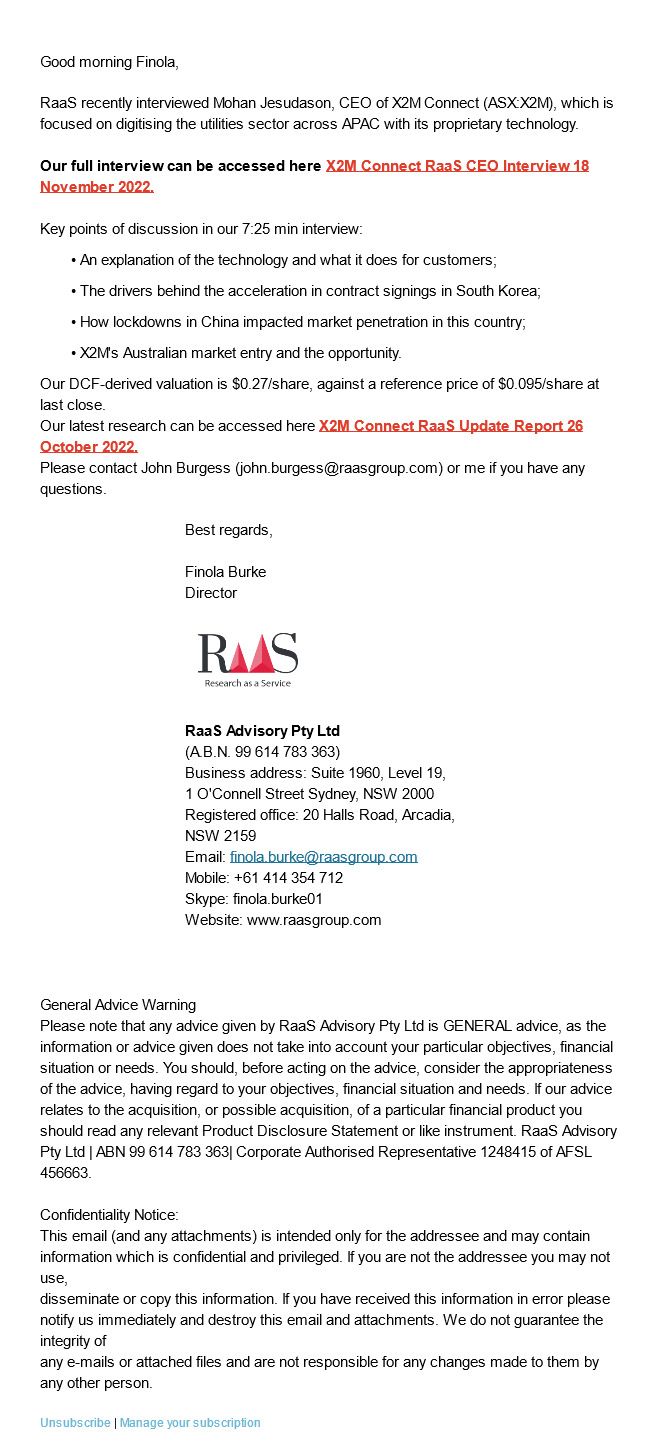 Good morning Finola,
RaaS recently interviewed Mohan Jesudason, CEO of X2M Connect (ASX:X2M), which is
focused on digitising the utilities sector across APAC with its proprietary technology.
Our full interview can be accessed here X2M Connect RaaS CEO Interview 18
November 2022.
Key points of discussion in our 7:25 min interview:
• An explanation of the technology and what it does for customers;
• The drivers behind the acceleration in contract signings in South Korea;
• How lockdowns in China impacted market penetration in this country;
• X2M's Australian market entry and the opportunity.
Our DCF-derived valuation is $0.27/share, against a reference price of $0.095/share at
last close.
Our latest research can be accessed here X2M Connect RaaS Update Report 26
October 2022.
Please contact John Burgess (john.burgess@raasgroup.com) or me if you have any
questions.
Best regards,
Finola Burke
Director
RAAS
Research as a Service
RaaS Advisory Pty Ltd
(A.B.N. 99 614 783 363)
Business address: Suite 1960, Level 19,
1 O'Connell Street Sydney, NSW 2000
Registered office: 20 Halls Road, Arcadia,
NSW 2159
Email: finola.burke@raasgroup.com
Mobile: +61 414 354 712
Skype: finola.burke01
Website: www.raasgroup.com
General Advice Warning
Please note that any advice given by RaaS Advisory Pty Ltd is GENERAL advice, as the
information or advice given does not take into account your particular objectives, financial
situation or needs. You should, before acting on the advice, consider the appropriateness
of the advice, having regard to your objectives, financial situation and needs. If our advice
relates to the acquisition, or possible acquisition, of a particular financial product you
should read any relevant Product Disclosure Statement or like instrument. RaaS Advisory
Pty Ltd | ABN 99 614 783 363| Corporate Authorised Representative 1248415 of AFSL
456663.
Confidentiality Notice:
This email (and any attachments) is intended only for the addressee and may contain
information which is confidential and privileged. If you are not the addressee you may not
use,
disseminate or copy this information. If you have received this information in error please
notify us immediately and destroy this email and attachments. We do not guarantee the
integrity of
any e-mails or attached files and are not responsible for any changes made to them by
any other person.
Unsubscribe | Manage your subscription